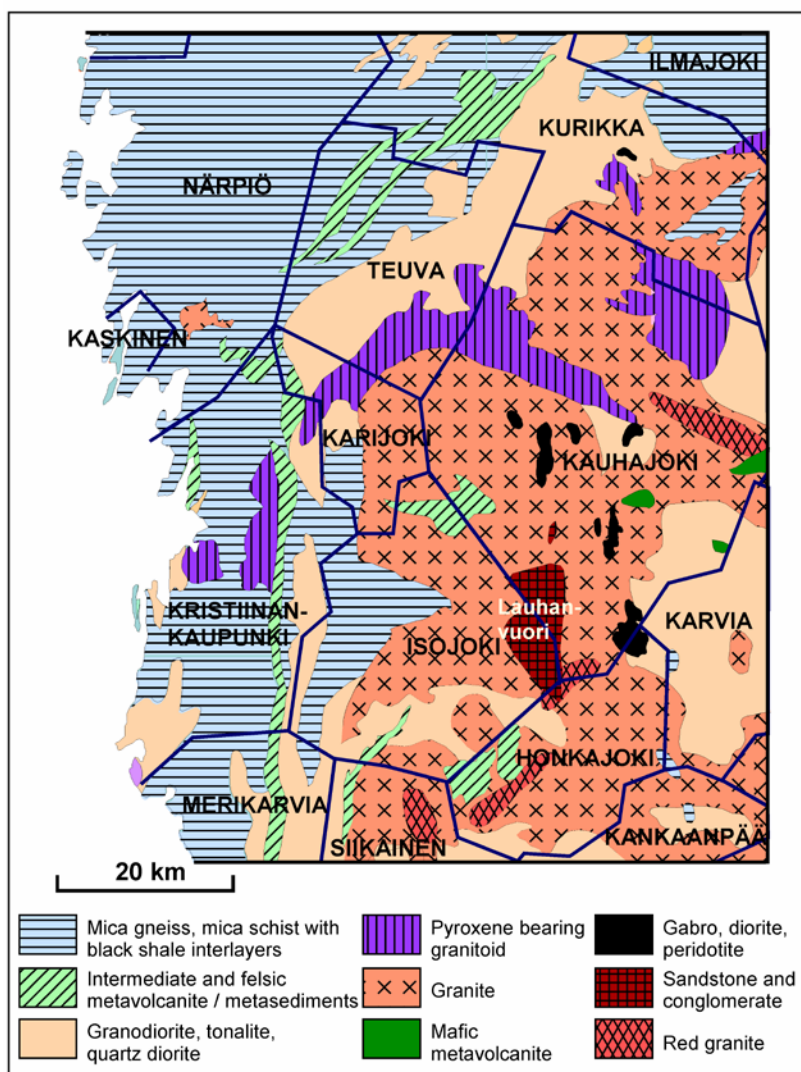 ILMAJOKI
KURIKKA
NÄRPIÖ
TEUVA
KASKINEN
KARIJOKI
KAUHAJOKI
KRISTIINAN-
KAUPUNKI
Lauhan-
vuori
KARVIA
ISOJOKI
HONKAJOKI
MERIKARVIA
SIIKAINEN
KANKAANPÄÄ
20 km
Mica gneiss, mica schist with
black shale interlayers
Intermediate and felsic
metavolcanite / metasediments
Granodiorite, tonalite,
quartz diorite
Pyroxene bearing
granitoid
Granite
Mafic
metavolcanite
Gabro, diorite,
peridotite
Sandstone and
conglomerate
Red granite